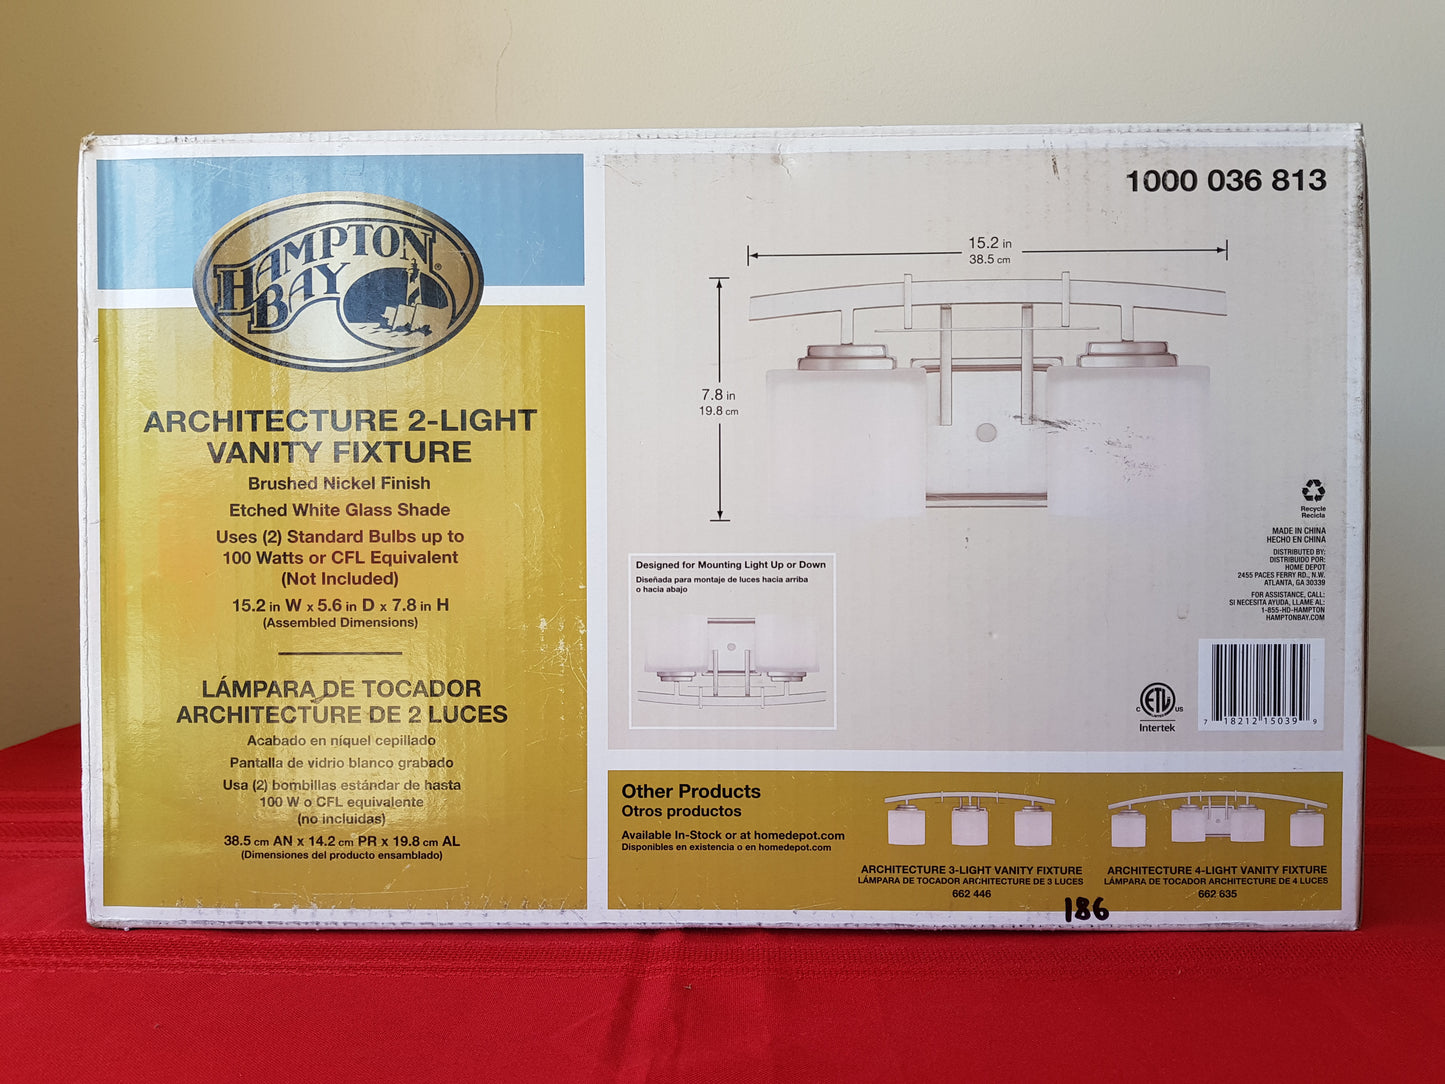 HAMPTON
BAY
®
ARCHITECTURE 2-LIGHT
VANITY FIXTURE
Brushed Nickel Finish
Etched White Glass Shade
Uses (2) Standard Bulbs up to
100 Watts or CFL Equivalent
(Not Included)
15.2 in W x 5.6 in D x 7.8 in H
(Assembled Dimensions)
LÁMPARA DE TOCADOR
ARCHITECTURE DE 2 LUCES
Acabado en níquel cepillado
Pantalla de vidrio blanco grabado
Usa (2) bombillas estándar de hasta
100 W o CFL equivalente
(no incluidas)
38.5 cm AN x 14.2 cm PR x 19.8 cm AL
(Dimensiones del producto ensamblado)
1000 036 813
15.2 in
38.5 cm
7.8 in
19.8 cm
Designed for Mounting Light Up or Down
Diseñada para montaje de luces hacia arriba
o hacia abajo
Recycle
Recicla
MADE IN CHINA
HECHO EN CHINA
DISTRIBUTED BY:
DISTRIBUIDO POR:
HOME DEPOT
2455 PACES FERRY RD., N.W.
ATLANTA, GA 30339
FOR ASSISTANCE, CALL:
SI NECESITA AYUDA, LLAME AL:
1-855-HD-HAMPTON
HAMPTONBAY.COM
C ETL US
LISTED
Intertek
7 18212 15039 9
Other Products
Otros productos
Available In-Stock or at homedepot.com
Disponibles en existencia o en homedepot.com
ARCHITECTURE 3-LIGHT VANITY FIXTURE
LÁMPARA DE TOCADOR ARCHITECTURE DE 3 LUCES
662 446
ARCHITECTURE 4-LIGHT VANITY FIXTURE
LÁMPARA DE TOCADOR ARCHITECTURE DE 4 LUCES
662 635
186